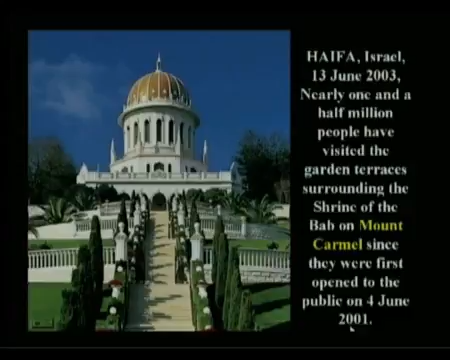 HAIFA, Israel,
13 June 2003,
Nearly one and a
half million
people have
visited the
garden terraces
surrounding the
Shrine of the
Bab on Mount
Carmel since
they were first
opened to the
public on 4 June
2001.